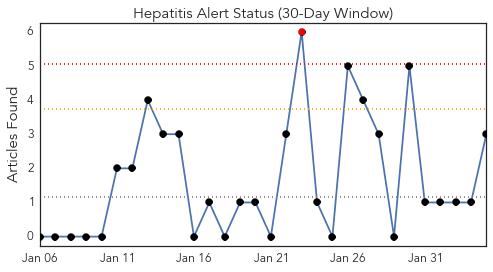 Hepatitis Alert Status (30-Day Window)
Articles Found
6
5
4
3
2
1
0
Jan 06 Jan 11 Jan 16 Jan 21 Jan 26 Jan 31